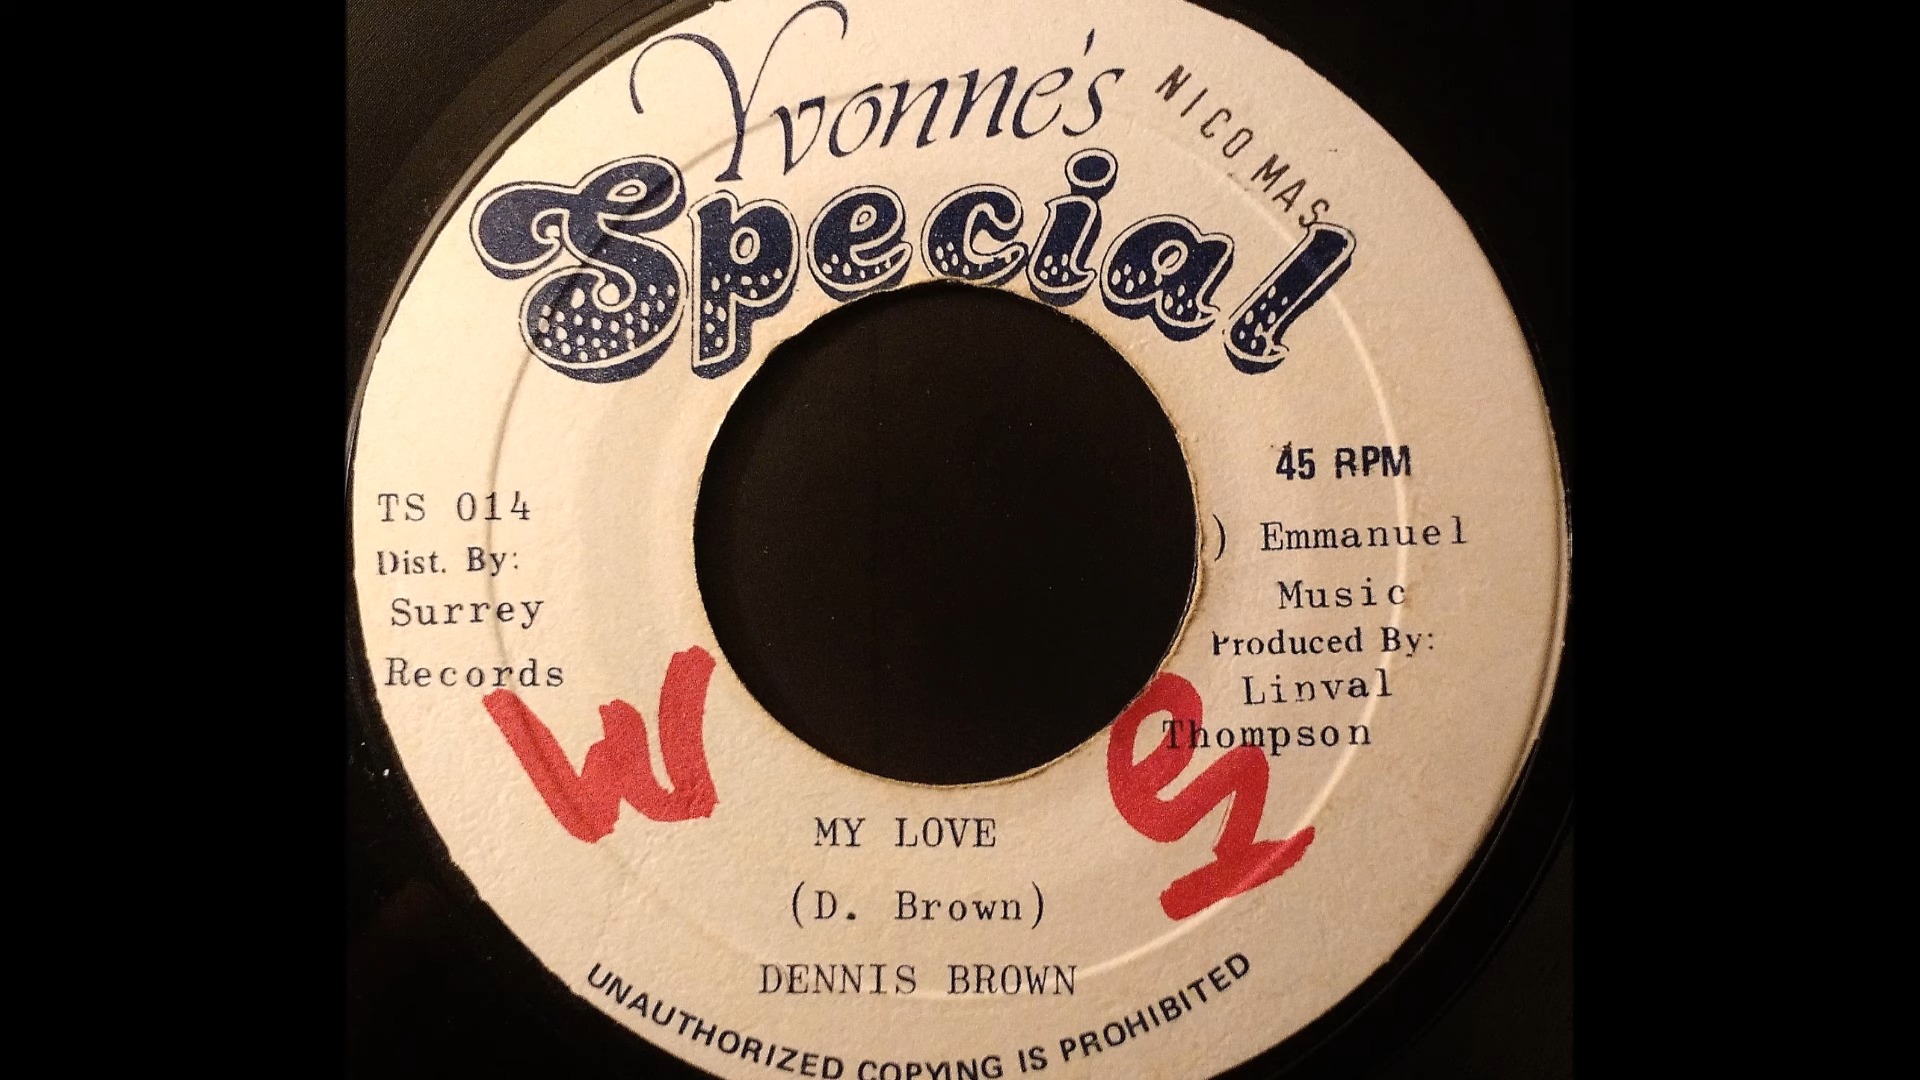 Yvonne's
Special
NICO MAS
45 RPM
TS 014
Dist. By:
Surrey
Records
) Emmanuel
Music
Produced By:
Linval
Thompson
MY LOVE
(D. Brown)
DENNIS BROWN
UNAUTHORIZED COPYING IS PROHIBITED